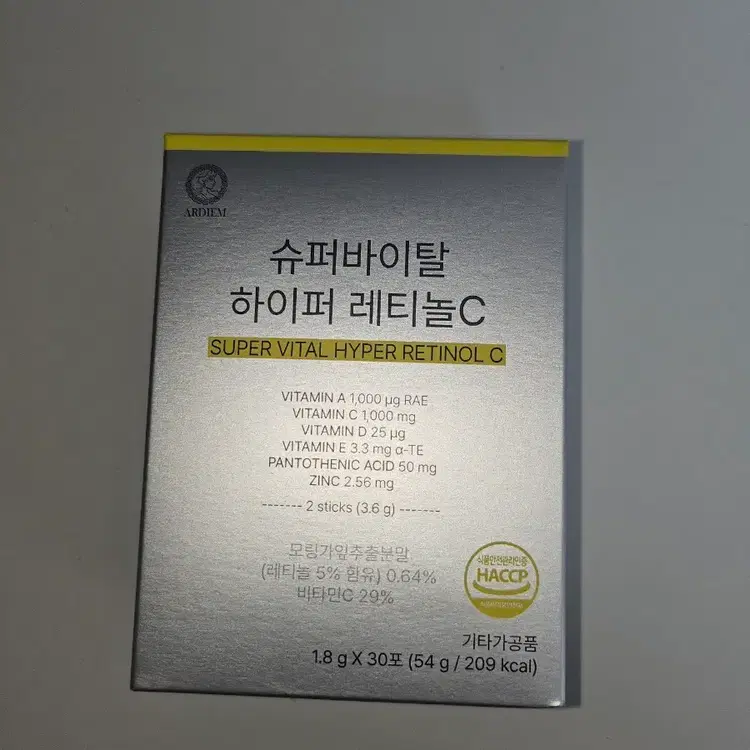 ARDIEM
슈퍼바이탈
하이퍼 레티놀C
SUPER VITAL HYPER RETINOL C
VITAMIN A 1,000 μg RAE
VITAMIN C 1,000 mg
VITAMIN D 25 μg
VITAMIN E 3.3 mg α-TE
PANTOTHENIC ACID 50 mg
ZINC 2.56 mg
------- 2 sticks (3.6 g) -------
모링가잎추출분말
(레티놀 5% 함유) 0.64%
비타민C 29%
식품안전관리인증
HACCP
기타가공품
1.8 g X 30포 (54 g / 209 kcal)